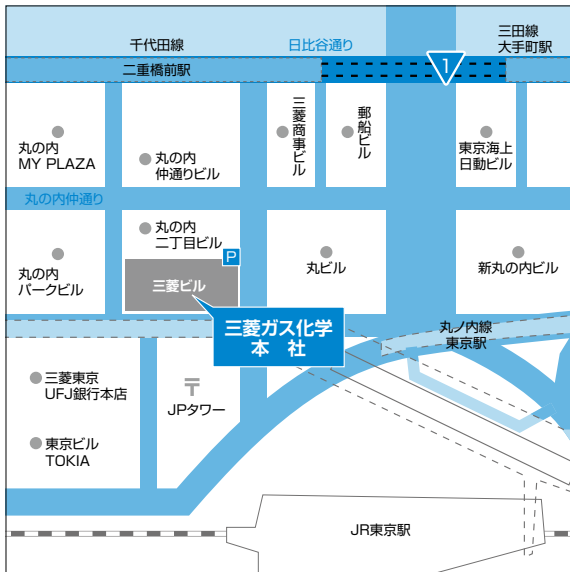 千代田線
日比谷通り
三田線
大手町駅
二重橋前駅
1
丸の内
MY PLAZA
丸の内
仲通りビル
三菱商事ビル
郵船ビル
東京海上
日動ビル
丸の内仲通り
丸の内
パークビル
丸の内
二丁目ビル
P
三菱ビル
丸ビル
新丸の内ビル
三菱ガス化学
本 社
丸ノ内線
東京駅
三菱東京
UFJ銀行本店
〒
JPタワー
東京ビル
TOKIA
JR東京駅